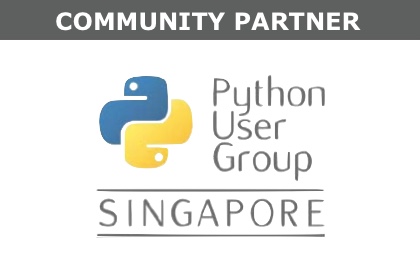 COMMUNITY PARTNER
Python
User
Group
SINGAPORE